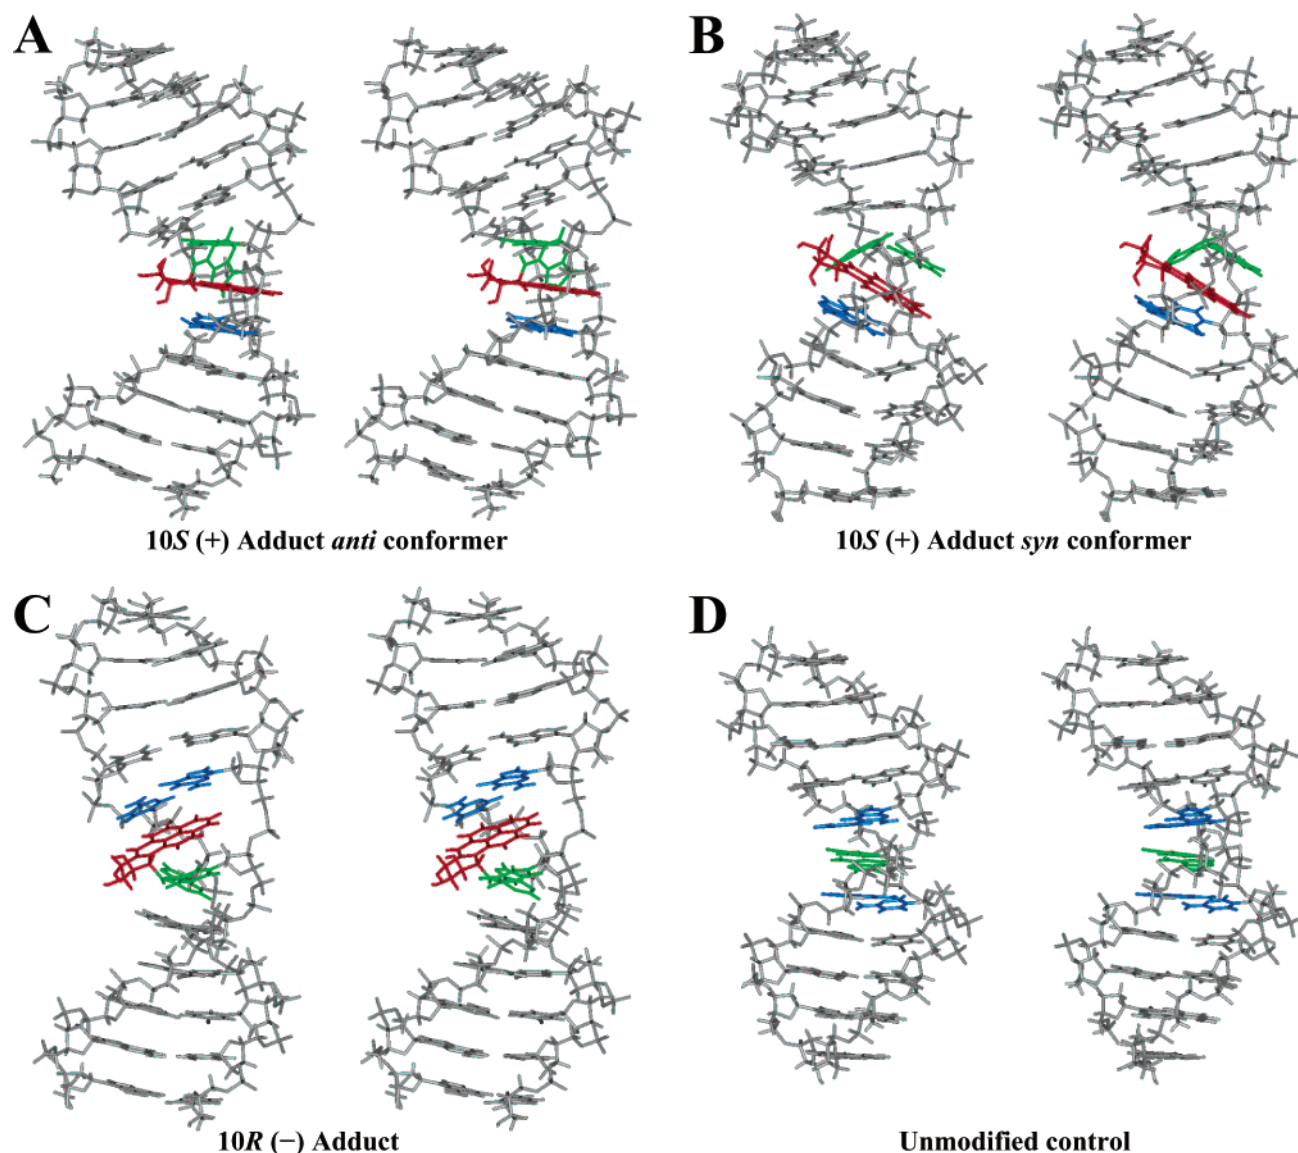 A
B
10S (+) Adduct anti conformer
10S (+) Adduct syn conformer
C
D
10R (−) Adduct
Unmodified control